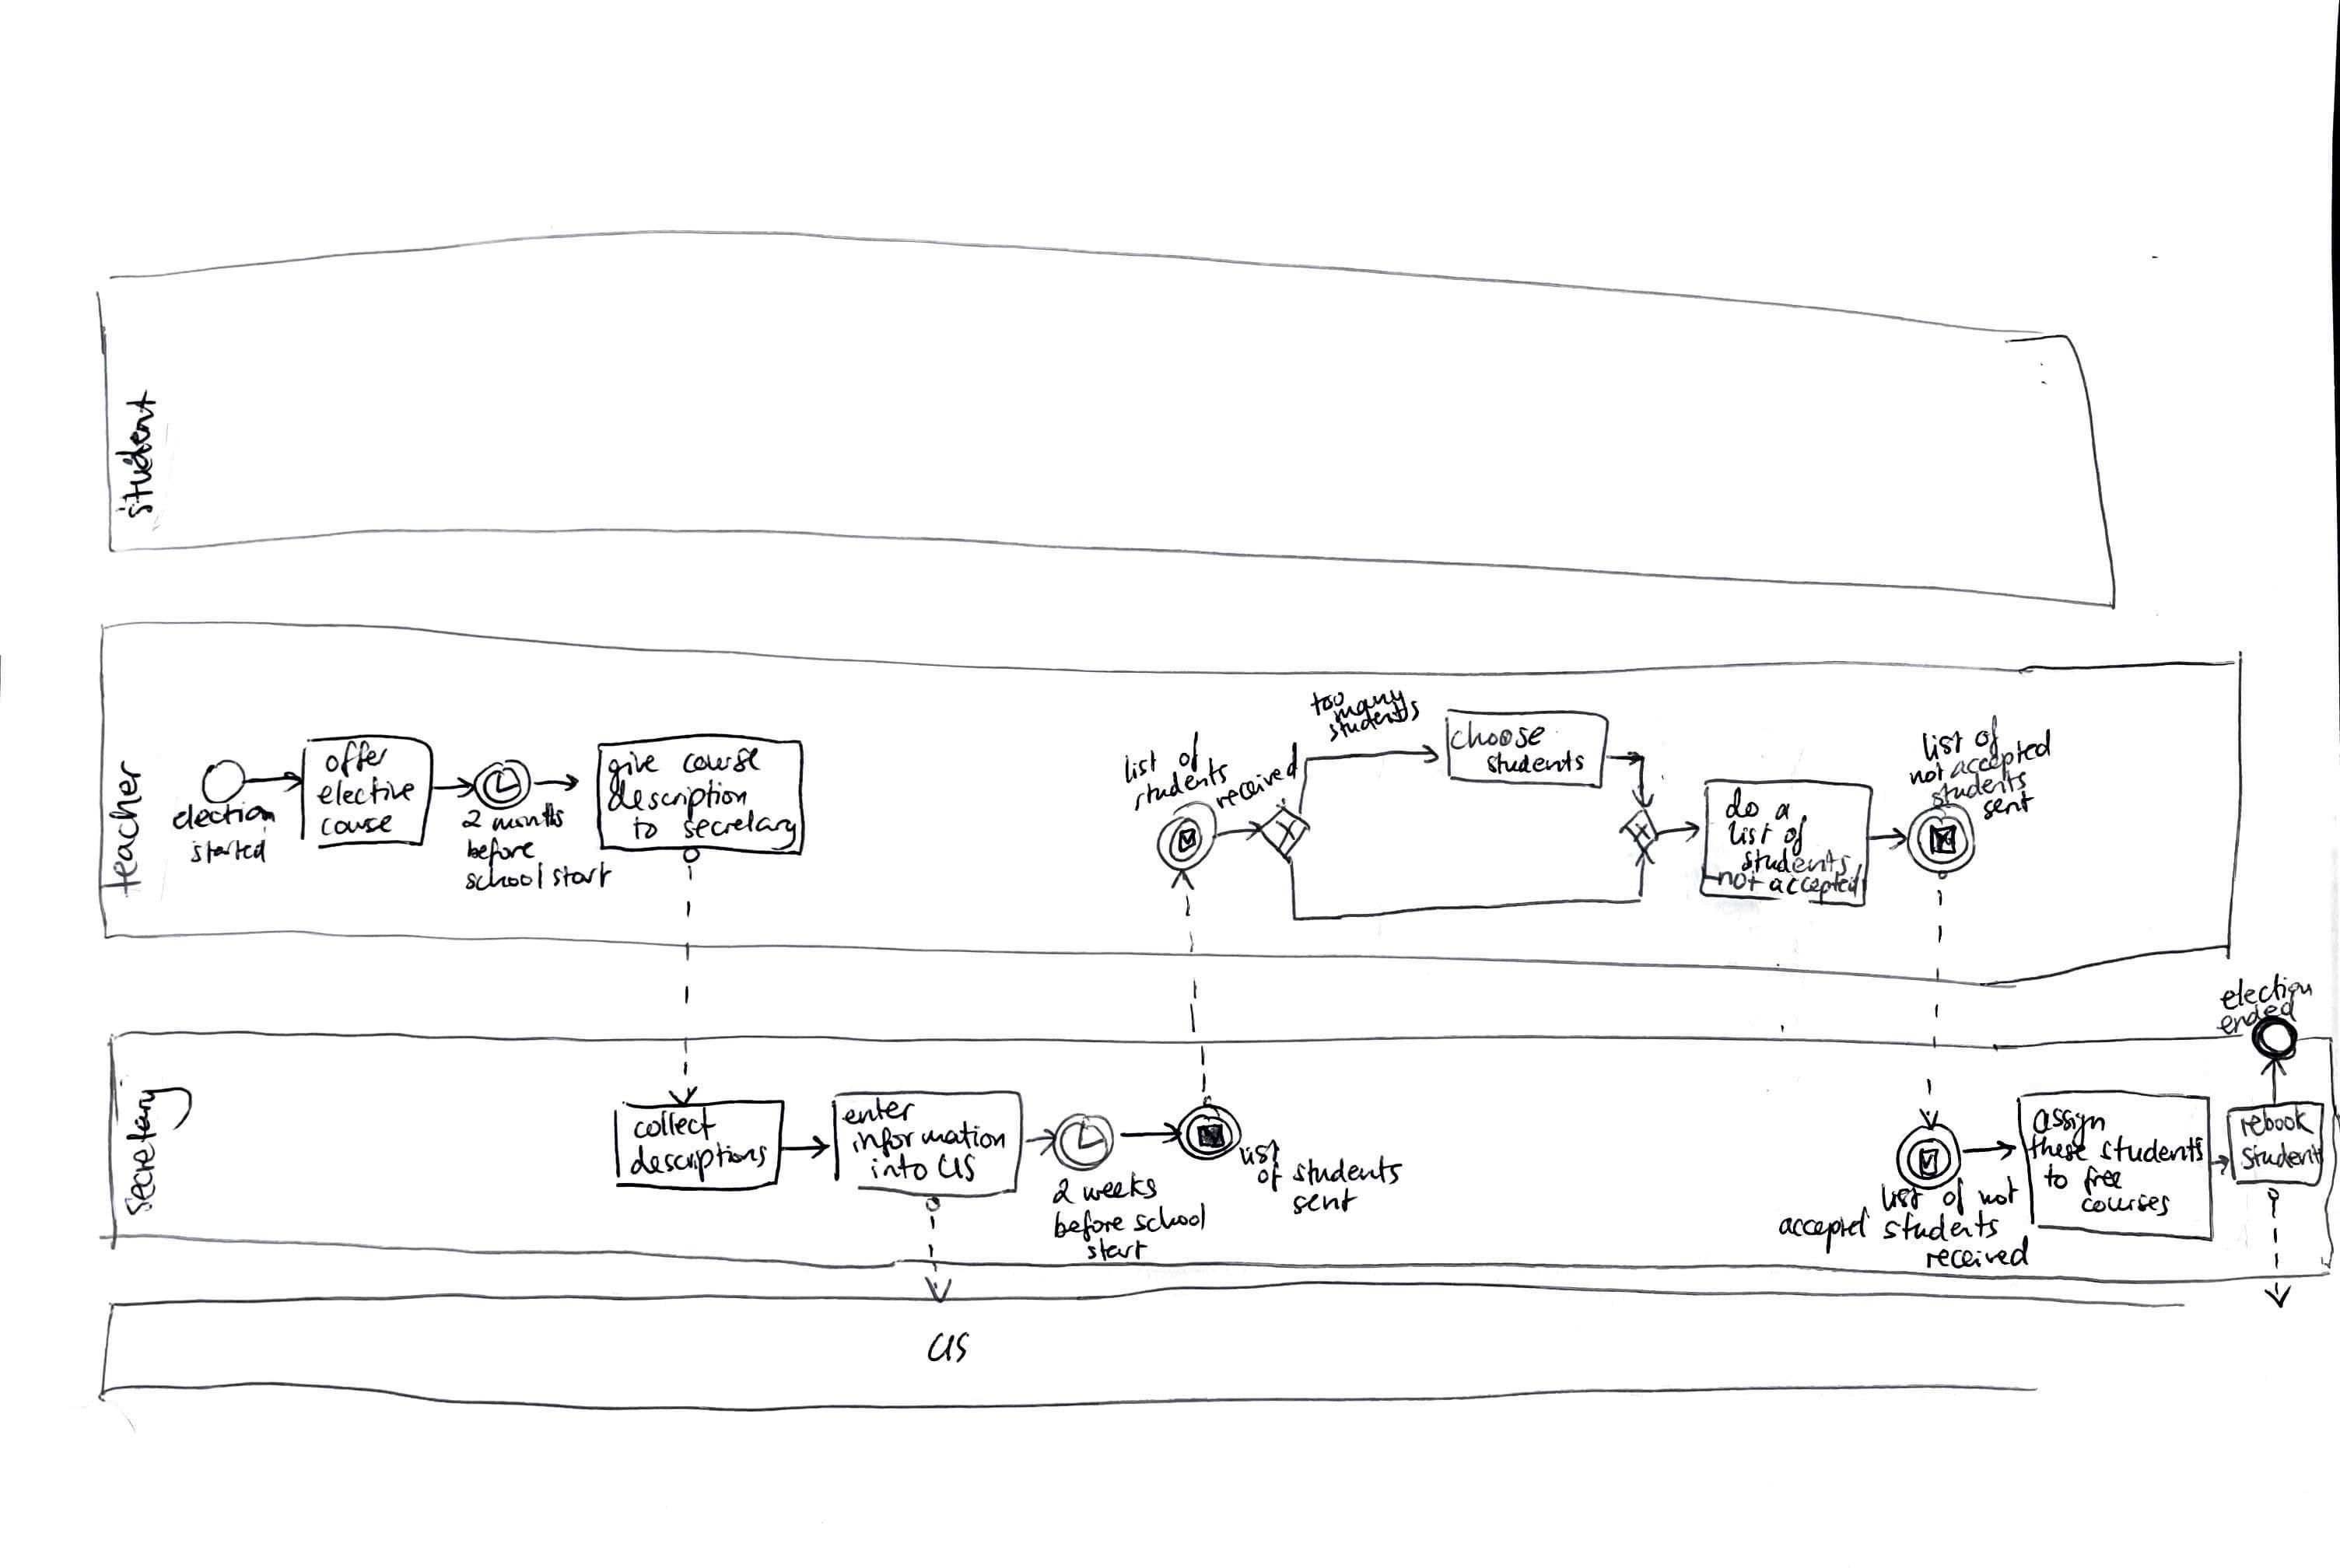 student
teacher
election
started
offer
elective
couse
2 months
before
school start
give course
description
to secretary
list of
students
received
too
many
students
choose
students
do a
list of
students
not accepted
list of
not accepted
students
sent
secretary
collect
descriptions
enter
information
into CIS
2 weeks
before school
start
list
of students
sent
list of not
accepted students
received
assign
these students
to free
courses
rebook
student
election
ended
CIS